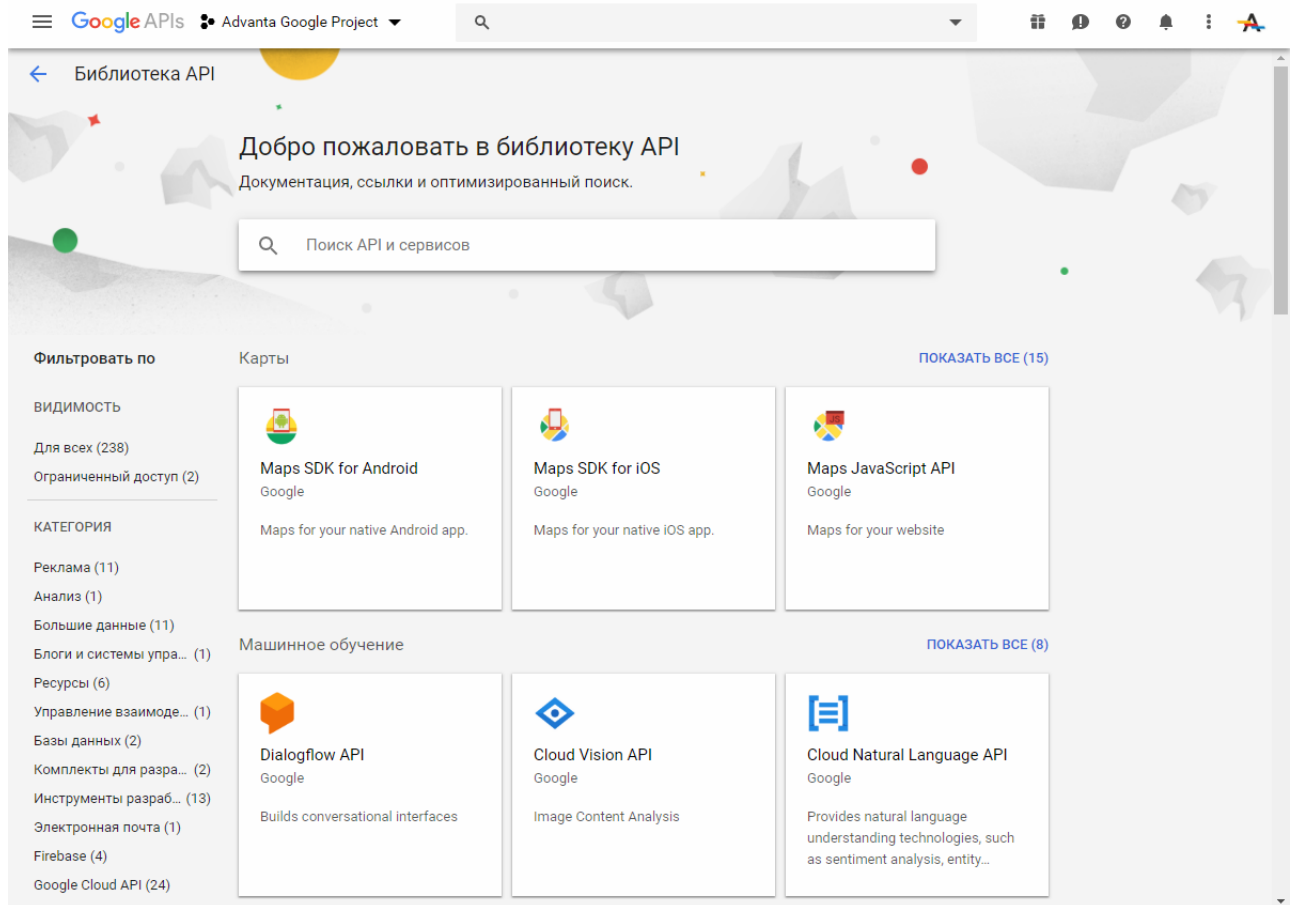 Google APIs Advanta Google Project
Библиотека API
Добро пожаловать в библиотеку API
Документация, ссылки и оптимизированный поиск.
Поиск API и сервисов
Фильтровать по
ВИДИМОСТЬ
Для всех (238)
Ограниченный доступ (2)
КАТЕГОРИЯ
Реклама (11)
Анализ (1)
Большие данные (11)
Блоги и системы упра... (1)
Ресурсы (6)
Управление взаимоде... (1)
Базы данных (2)
Комплекты для разра... (2)
Инструменты разраб... (13)
Электронная почта (1)
Firebase (4)
Google Cloud API (24)
Карты ПОКАЗАТЬ ВСЕ (15)
Maps SDK for Android
Google
Maps for your native Android app.
Maps SDK for iOS
Google
Maps for your native iOS app.
JS
Maps JavaScript API
Google
Maps for your website
Машинное обучение ПОКАЗАТЬ ВСЕ (8)
Dialogflow API
Google
Builds conversational interfaces
Cloud Vision API
Google
Image Content Analysis
Cloud Natural Language API
Google
Provides natural language
understanding technologies, such
as sentiment analysis, entity...